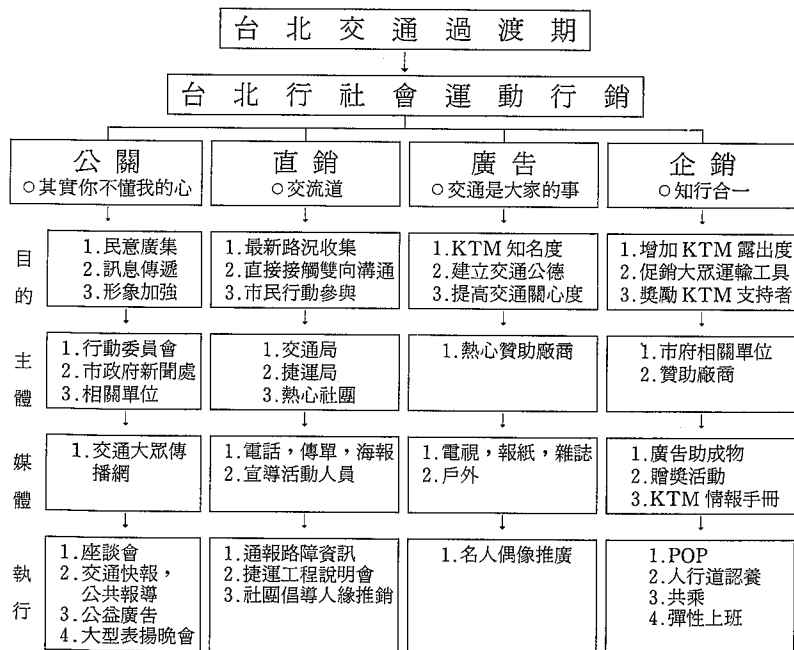 台北交通過渡期
台北行社會運動行銷
公關
○其實你不懂我的心
直銷
○交流道
廣告
○交通是大家的事
企銷
○知行合一
目的
1.民意廣集
2.訊息傳遞
3.形象加強
1.最新路況收集
2.直接接觸雙向溝通
3.市民行動參與
1.KTM 知名度
2.建立交通公德
3.提高交通關心度
1.增加 KTM 露出度
2.促銷大眾運輸工具
3.獎勵 KTM 支持者
主體
1.行動委員會
2.市政府新聞處
3.相關單位
1.交通局
2.捷運局
3.熱心社團
1.熱心贊助廠商
1.市府相關單位
2.贊助廠商
媒體
1.交通大眾傳
播網
1.電話，傳單，海報
2.宣導活動人員
1.電視，報紙，雜誌
2.戶外
1.廣告助成物
2.贈獎活動
3.KTM 情報手冊
執行
1.座談會
2.交通快報，
公共報導
3.公益廣告
4.大型表揚晚會
1.通報路障資訊
2.捷運工程說明會
3.社團倡導人緣推銷
1.名人偶像推廣
1.POP
2.人行道認養
3.共乘
4.彈性上班